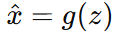 x̂ = g(z)